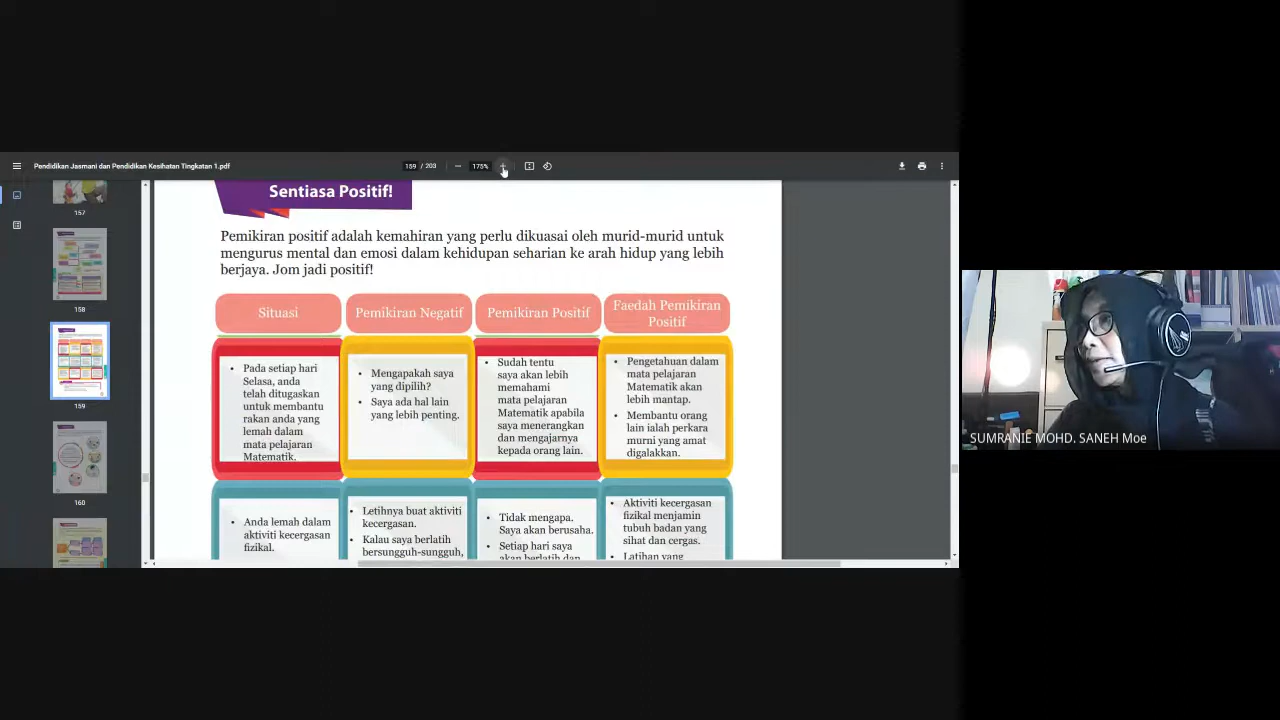 Pendidikan Jasmani dan Pendidikan Kesihatan Tingkatan 1.pdf
159 / 203
175%
157
158
159
160
Sentiasa Positif!
Pemikiran positif adalah kemahiran yang perlu dikuasai oleh murid-murid untuk
mengurus mental dan emosi dalam kehidupan seharian ke arah hidup yang lebih
berjaya. Jom jadi positif!
Situasi
Pemikiran Negatif
Pemikiran Positif
Faedah Pemikiran
Positif
• Pada setiap hari
Selasa, anda
telah ditugaskan
untuk membantu
rakan anda yang
lemah dalam
mata pelajaran
Matematik.
• Mengapakah saya
yang dipilih?
• Saya ada hal lain
yang lebih penting.
• Sudah tentu
saya akan lebih
memahami
mata pelajaran
Matematik apabila
saya menerangkan
dan mengajarnya
kepada orang lain.
• Pengetahuan dalam
mata pelajaran
Matematik akan
lebih mantap.
• Membantu orang
lain ialah perkara
murni yang amat
digalakkan.
• Anda lemah dalam
aktiviti kecergasan
fizikal.
• Letihnya buat aktiviti
kecergasan.
• Kalau saya berlatih
bersungguh-sungguh,
• Tidak mengapa.
Saya akan berusaha.
• Setiap hari saya
akan berlatih dan
• Aktiviti kecergasan
fizikal menjamin
tubuh badan yang
sihat dan cergas.
• Latihan yang
SUMRANIE MOHD. SANEH Moe